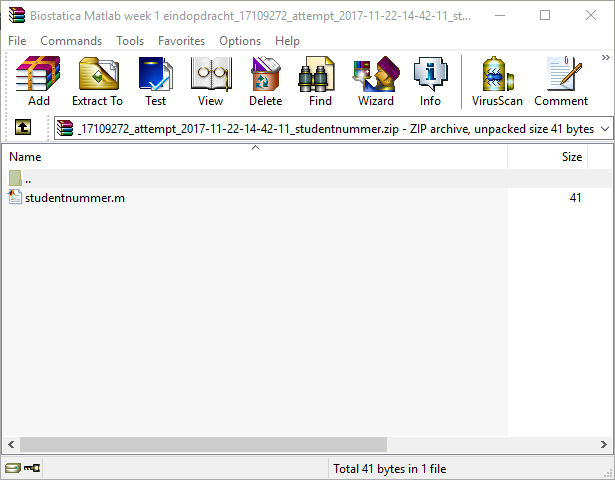 Biostatica Matlab week 1 eindopdracht_17109272_attempt_2017-11-22-14-42-11_st...
File Commands Tools Favorites Options Help
Add Extract To Test View Delete Find Wizard Info VirusScan Comment
_17109272_attempt_2017-11-22-14-42-11_studentnummer.zip - ZIP archive, unpacked size 41 bytes
Name Size
..
studentnummer.m 41
Total 41 bytes in 1 file